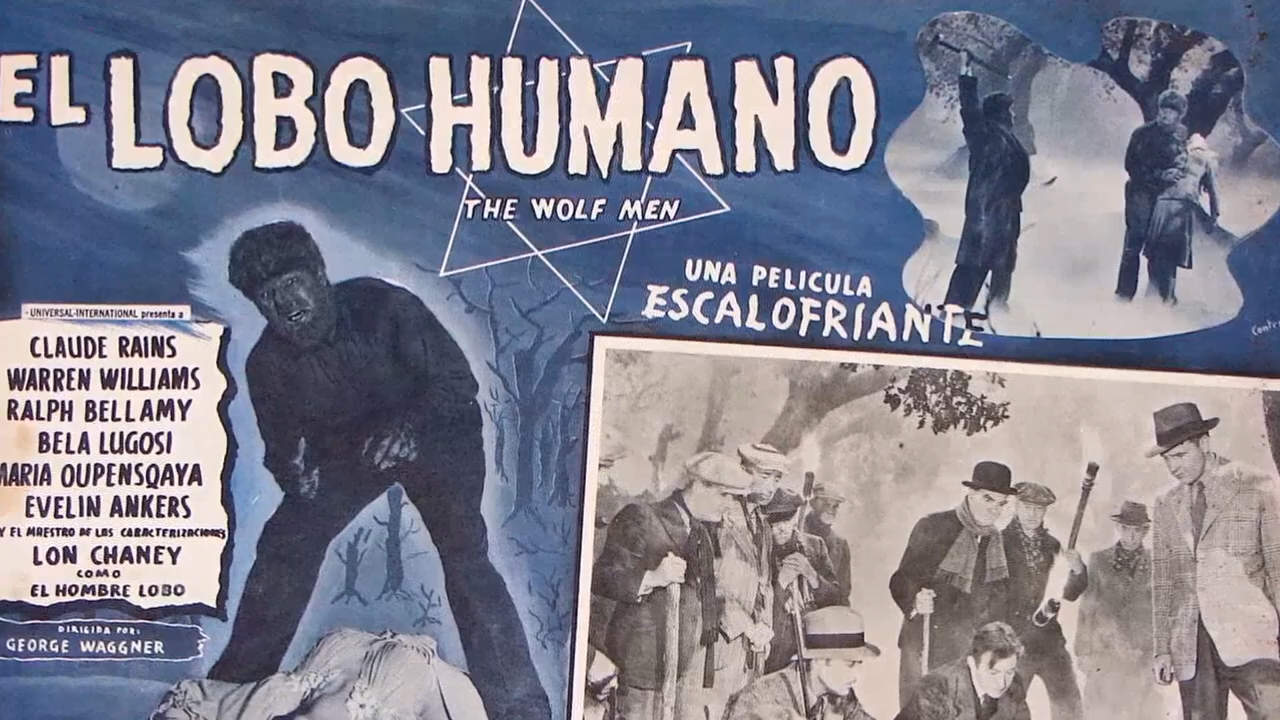 EL LOBO HUMANO
THE WOLF MEN
UNA PELICULA
ESCALOFRIANTE
- UNIVERSAL-INTERNATIONAL presenta a
CLAUDE RAINS
WARREN WILLIAMS
RALPH BELLAMY
BELA LUGOSI
MARIA OUPENSQAYA
EVELIN ANKERS
Y EL MAESTRO DE LAS CARACTERIZACIONES
LON CHANEY
COMO
EL HOMBRE LOBO
DIRIGIDA POR:
GEORGE WAGGNER